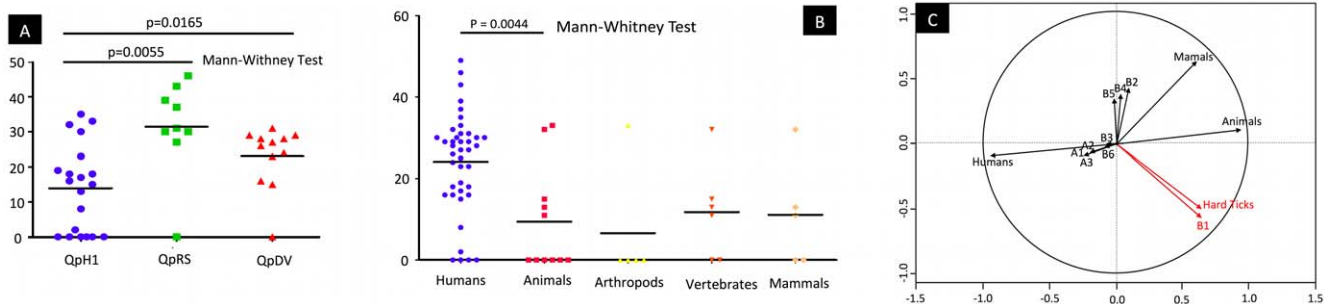 A
p=0.0165
p=0.0055
Mann-Withney Test
50
40
30
20
10
0
QpH1
QpRS
QpDV
B
P = 0.0044
Mann-Whitney Test
60
40
20
0
Humans
Animals
Arthropods
Vertebrates
Mammals
C
1.0
0.5
0.0
-0.5
-1.0
Mamals
B5
B4
B2
Animals
B3
A2
A1
B6
A3
Humans
Hard Ticks
B1
-1.5
-1.0
-0.5
0.0
0.5
1.0
1.5